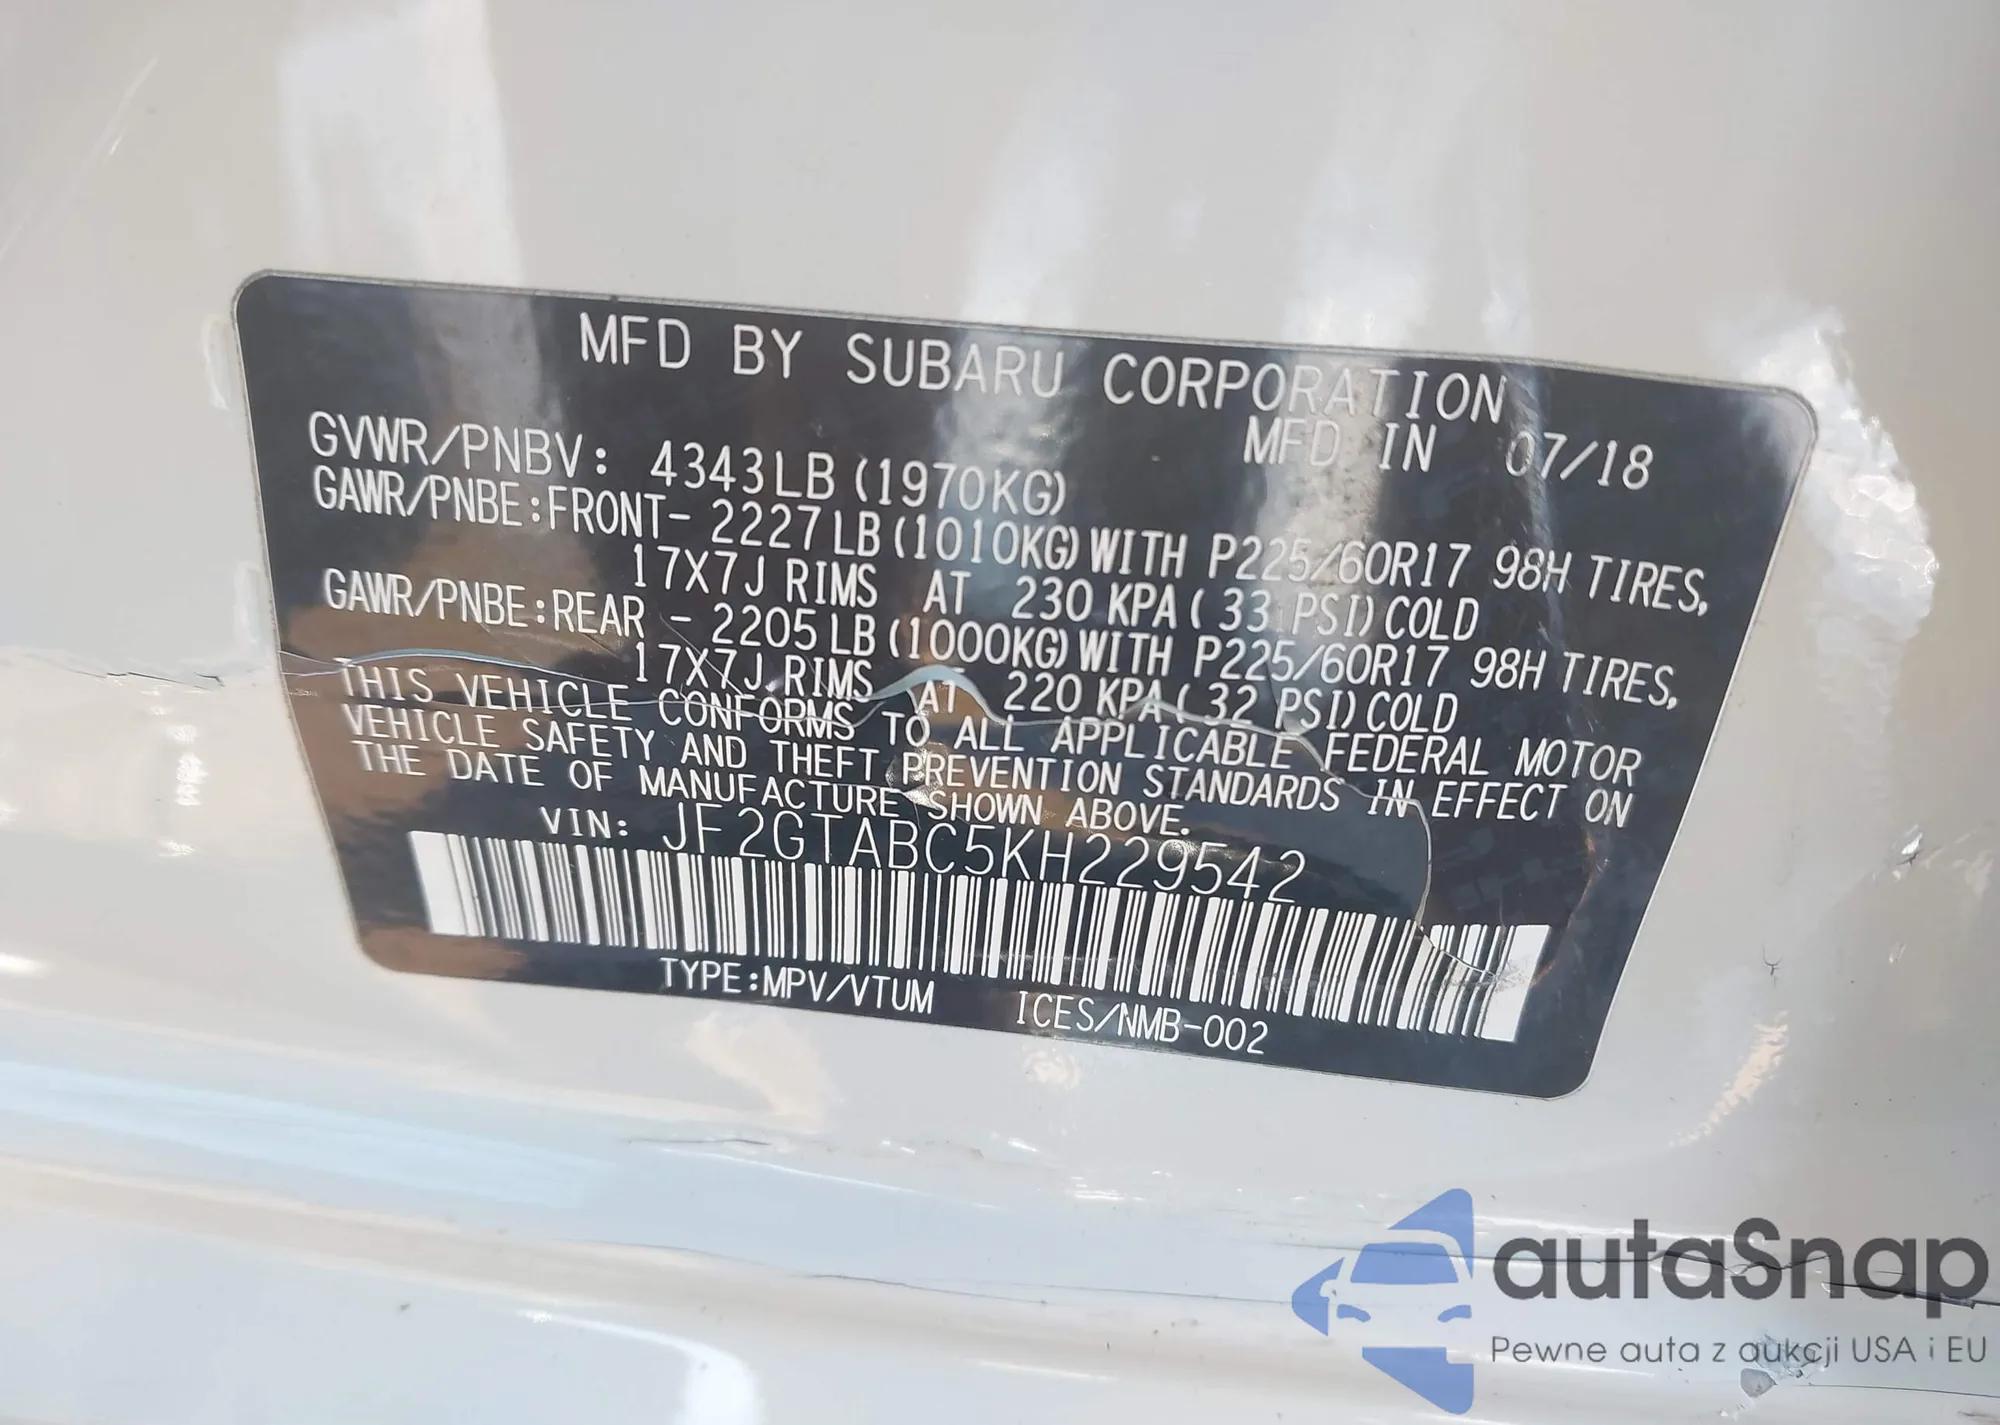 MFD BY SUBARU CORPORATION
MFD IN 07/18
GVWR/PNBV: 4343LB (1970KG)
GAWR/PNBE:FRONT- 2227LB (1010KG) WITH P225/60R17 98H TIRES,
17X7J RIMS AT 230 KPA ( 33 PSI) COLD
GAWR/PNBE:REAR - 2205LB (1000KG) WITH P225/60R17 98H TIRES,
17X7J RIMS AT 220 KPA ( 32 PSI) COLD
THIS VEHICLE CONFORMS TO ALL APPLICABLE FEDERAL MOTOR
VEHICLE SAFETY AND THEFT PREVENTION STANDARDS IN EFFECT ON
THE DATE OF MANUFACTURE SHOWN ABOVE.
VIN: JF2GTABC5KH229542
TYPE:MPV/VTUM ICES/NMB-002
autaSnap
Pewne auta z aukcji USA i EU